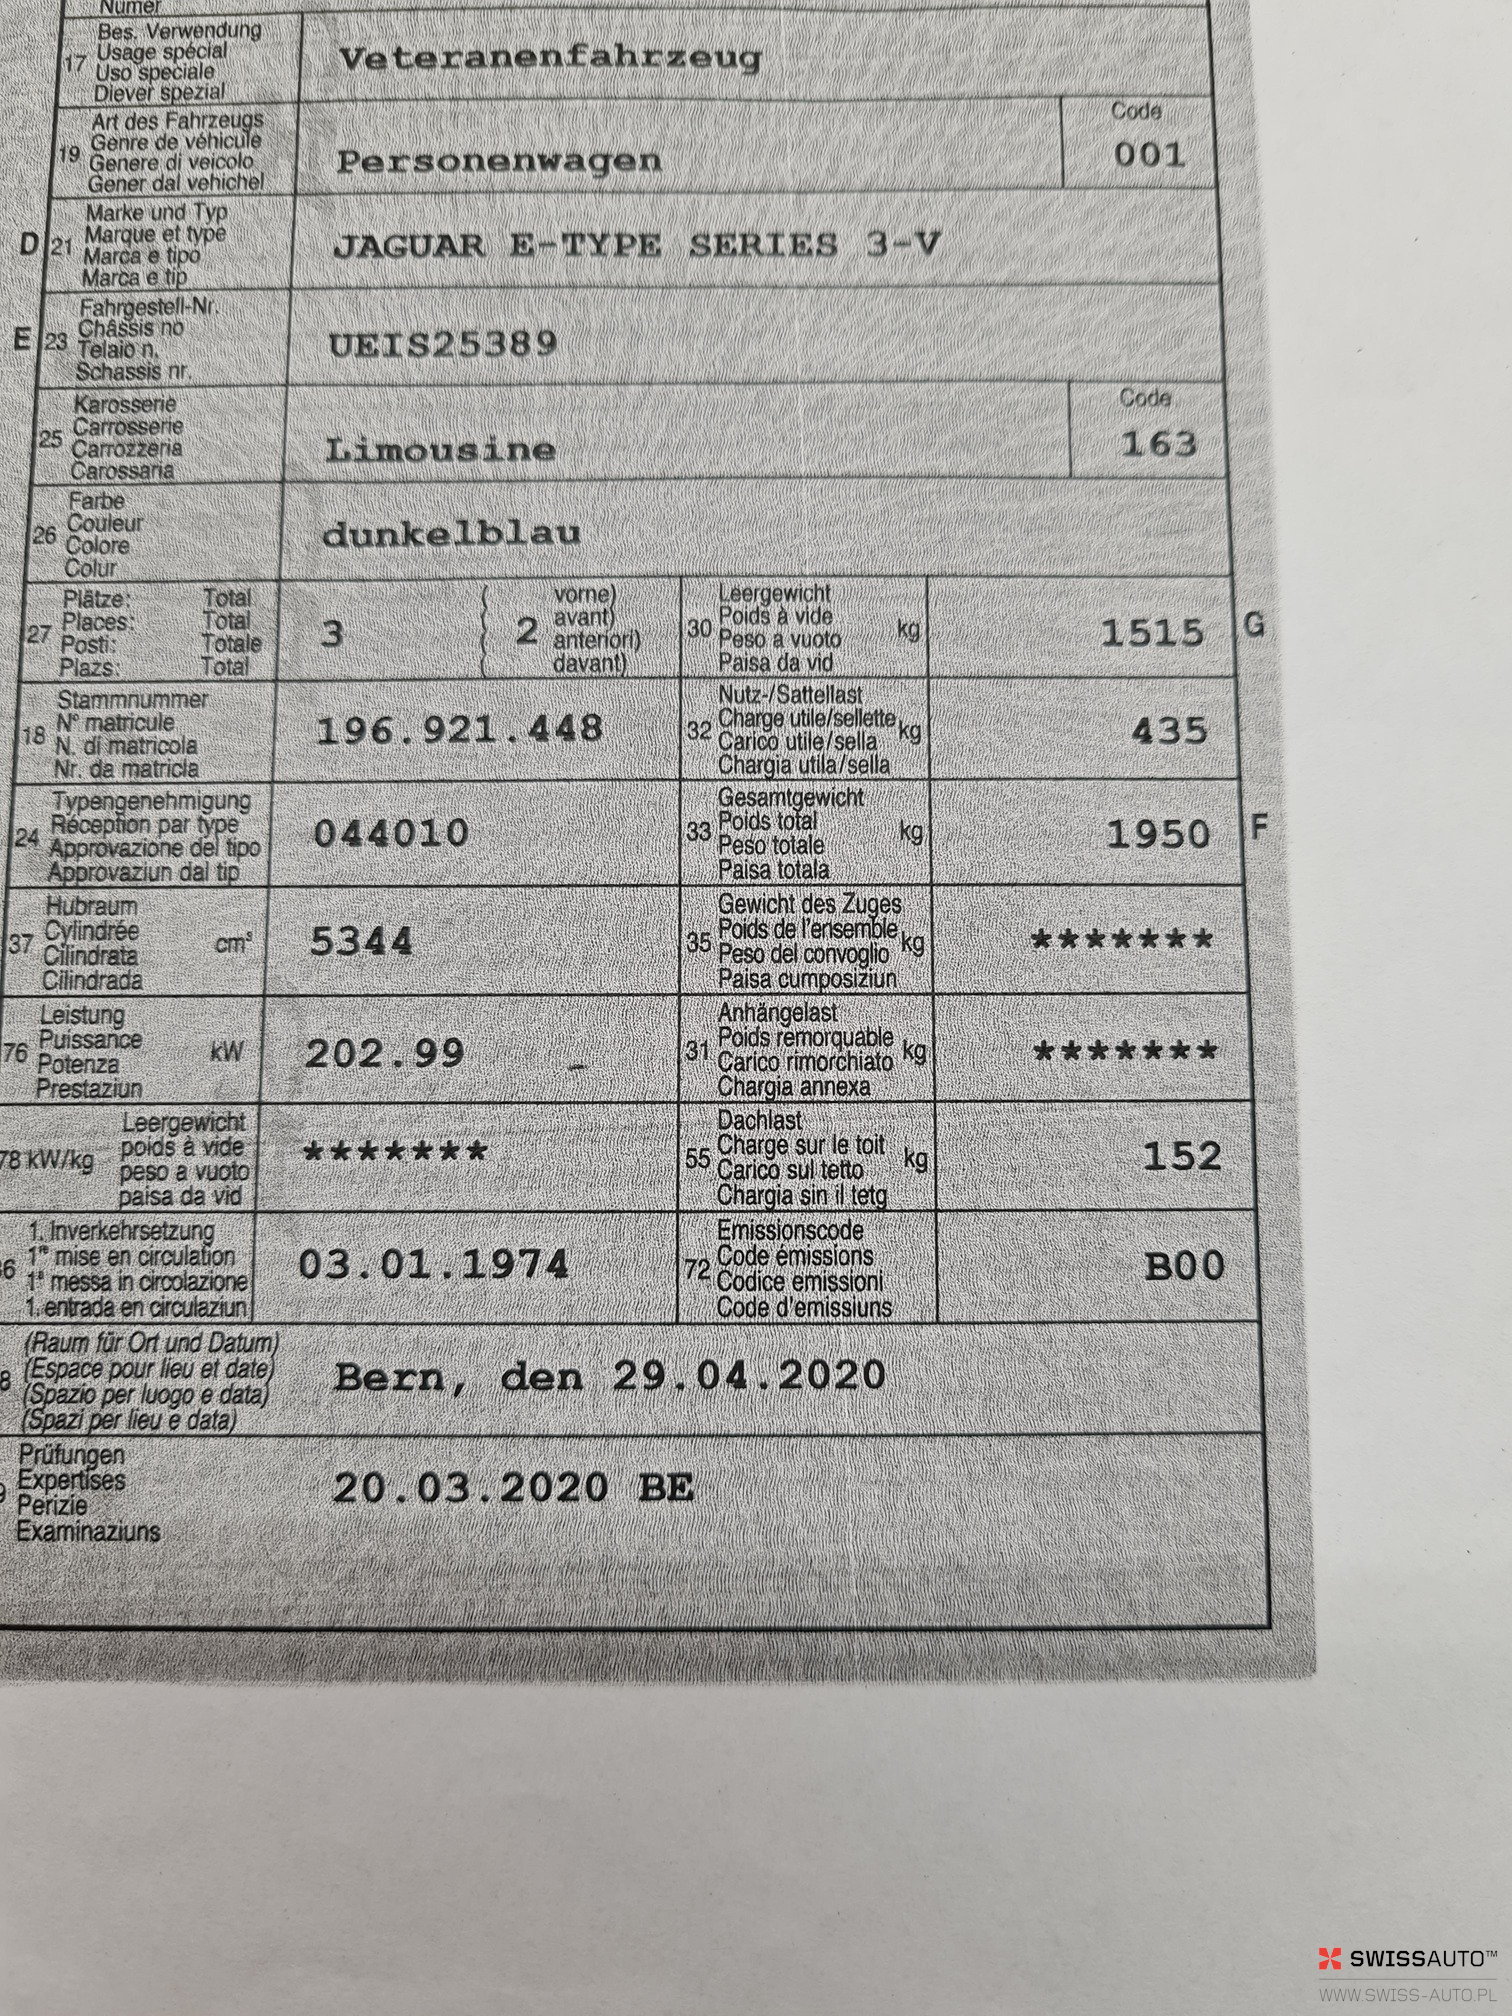 Numer
17 Bes. Verwendung
Usage spécial
Uso speciale
Diever spezial
Veteranenfahrzeug
19 Art des Fahrzeugs
Genre de véhicule
Genere di veicolo
Gener dal vehichel
Personenwagen
Code
001
D 21 Marke und Typ
Marque et type
Marca e tipo
Marca e tip
JAGUAR E-TYPE SERIES 3-V
E 23 Fahrgestell-Nr.
Châssis no
Telaio n.
Schassis nr.
UEIS25389
25 Karosserie
Carrosserie
Carrozzeria
Carossaria
Limousine
Code
163
26 Farbe
Couleur
Colore
Colur
dunkelblau
27 Plätze: Total
Places: Total
Posti: Totale
Plazs: Total
3
( 2 vorne)
( avant)
( anteriori)
( davant)
30 Leergewicht
Poids à vide
Peso a vuoto
Paisa da vid
kg
1515 G
18 Stammnummer
N° matricule
N. di matricola
Nr. da matricla
196.921.448
32 Nutz-/Sattellast
Charge utile/sellette
Carico utile/sella
Chargia utila/sella
kg
435
24 Typengenehmigung
Réception par type
Approvazione del tipo
Approvaziun dal tip
044010
33 Gesamtgewicht
Poids total
Peso totale
Paisa totala
kg
1950 F
37 Hubraum
Cylindrée
Cilindrata
Cilindrada
cm³
5344
35 Gewicht des Zuges
Poids de l'ensemble
Peso del convoglio
Paisa cumposiziun
kg
*******
76 Leistung
Puissance
Potenza
Prestaziun
kW
202.99
31 Anhängelast
Poids remorquable
Carico rimorchiato
Chargia annexa
kg
*******
78 kW/kg Leergewicht
poids à vide
peso a vuoto
paisa da vid
*******
55 Dachlast
Charge sur le toit
Carico sul tetto
Chargia sin il tetg
kg
152
6 1. Inverkehrsetzung
1re mise en circulation
1a messa in circolazione
1. entrada en circulaziun
03.01.1974
72 Emissionscode
Code émissions
Codice emissioni
Code d'emissiuns
B00
8 (Raum für Ort und Datum)
(Espace pour lieu et date)
(Spazio per luogo e data)
(Spazi per lieu e data)
Bern, den 29.04.2020
9 Prüfungen
Expertises
Perizie
Examinaziuns
20.03.2020 BE
SWISSAUTO™
WWW.SWISS-AUTO.PL